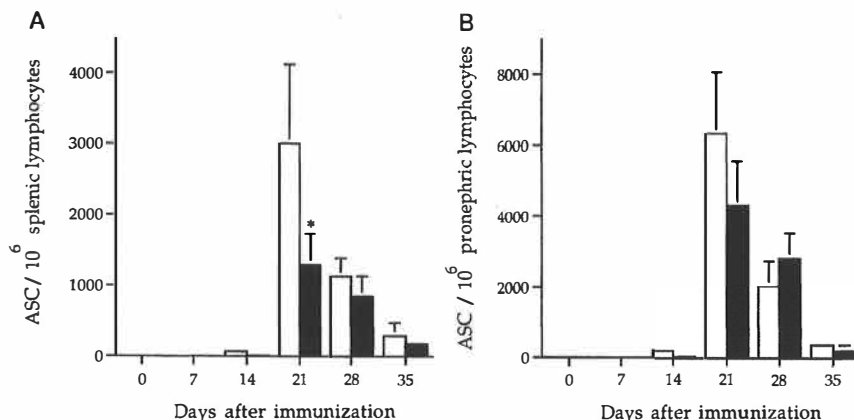 A
ASC/ 10^6 splenic lymphocytes
4000
3000
2000
1000
0
*
0 7 14 21 28 35
Days after immunization
B
ASC / 10^6 pronephric lymphocytes
8000
6000
4000
2000
0
0 7 14 21 28 35
Days after immunization